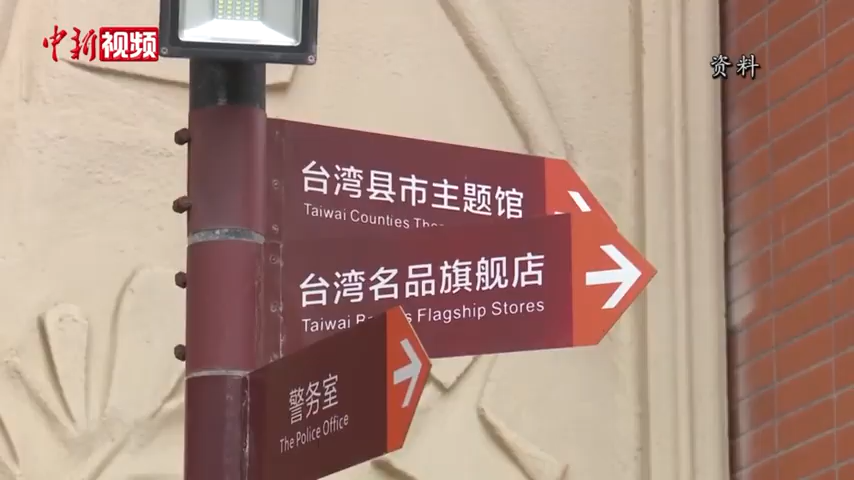 中新视频
资料
台湾县市主题馆
Taiwai Counties
台湾名品旗舰店
Taiwai Flagship Stores
警务室
The Police Office